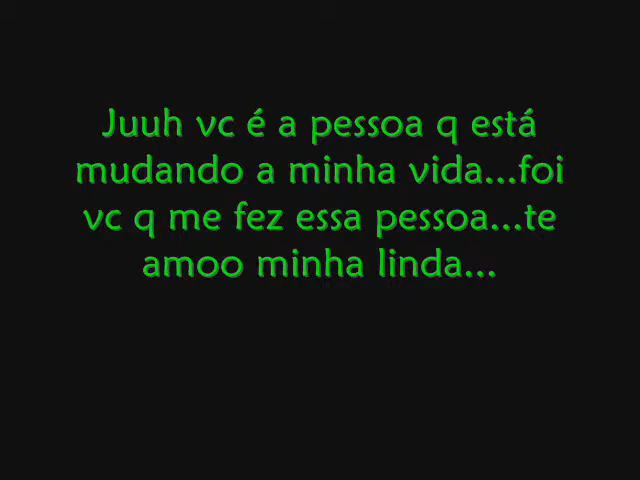 Juuh vc é a pessoa q está
mudando a minha vida...foi
vc q me fez essa pessoa...te
amoo minha linda...